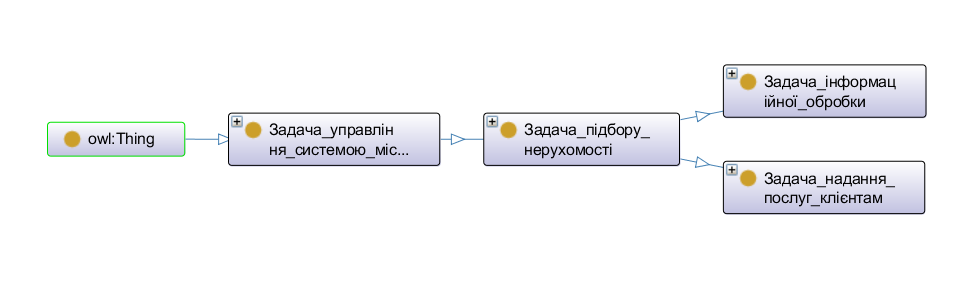 owl:Thing
Задача_управлін
ня_системою_міс...
Задача_підбору_
нерухомості
Задача_інформац
ійної_обробки
Задача_надання_
послуг_клієнтам